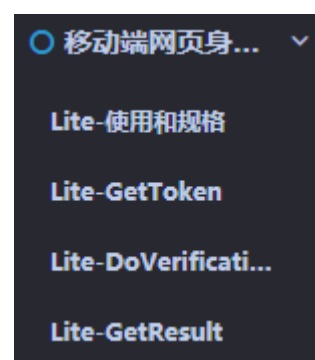 移动端网页身...
Lite-使用和规格
Lite-GetToken
Lite-DoVerificati...
Lite-GetResult